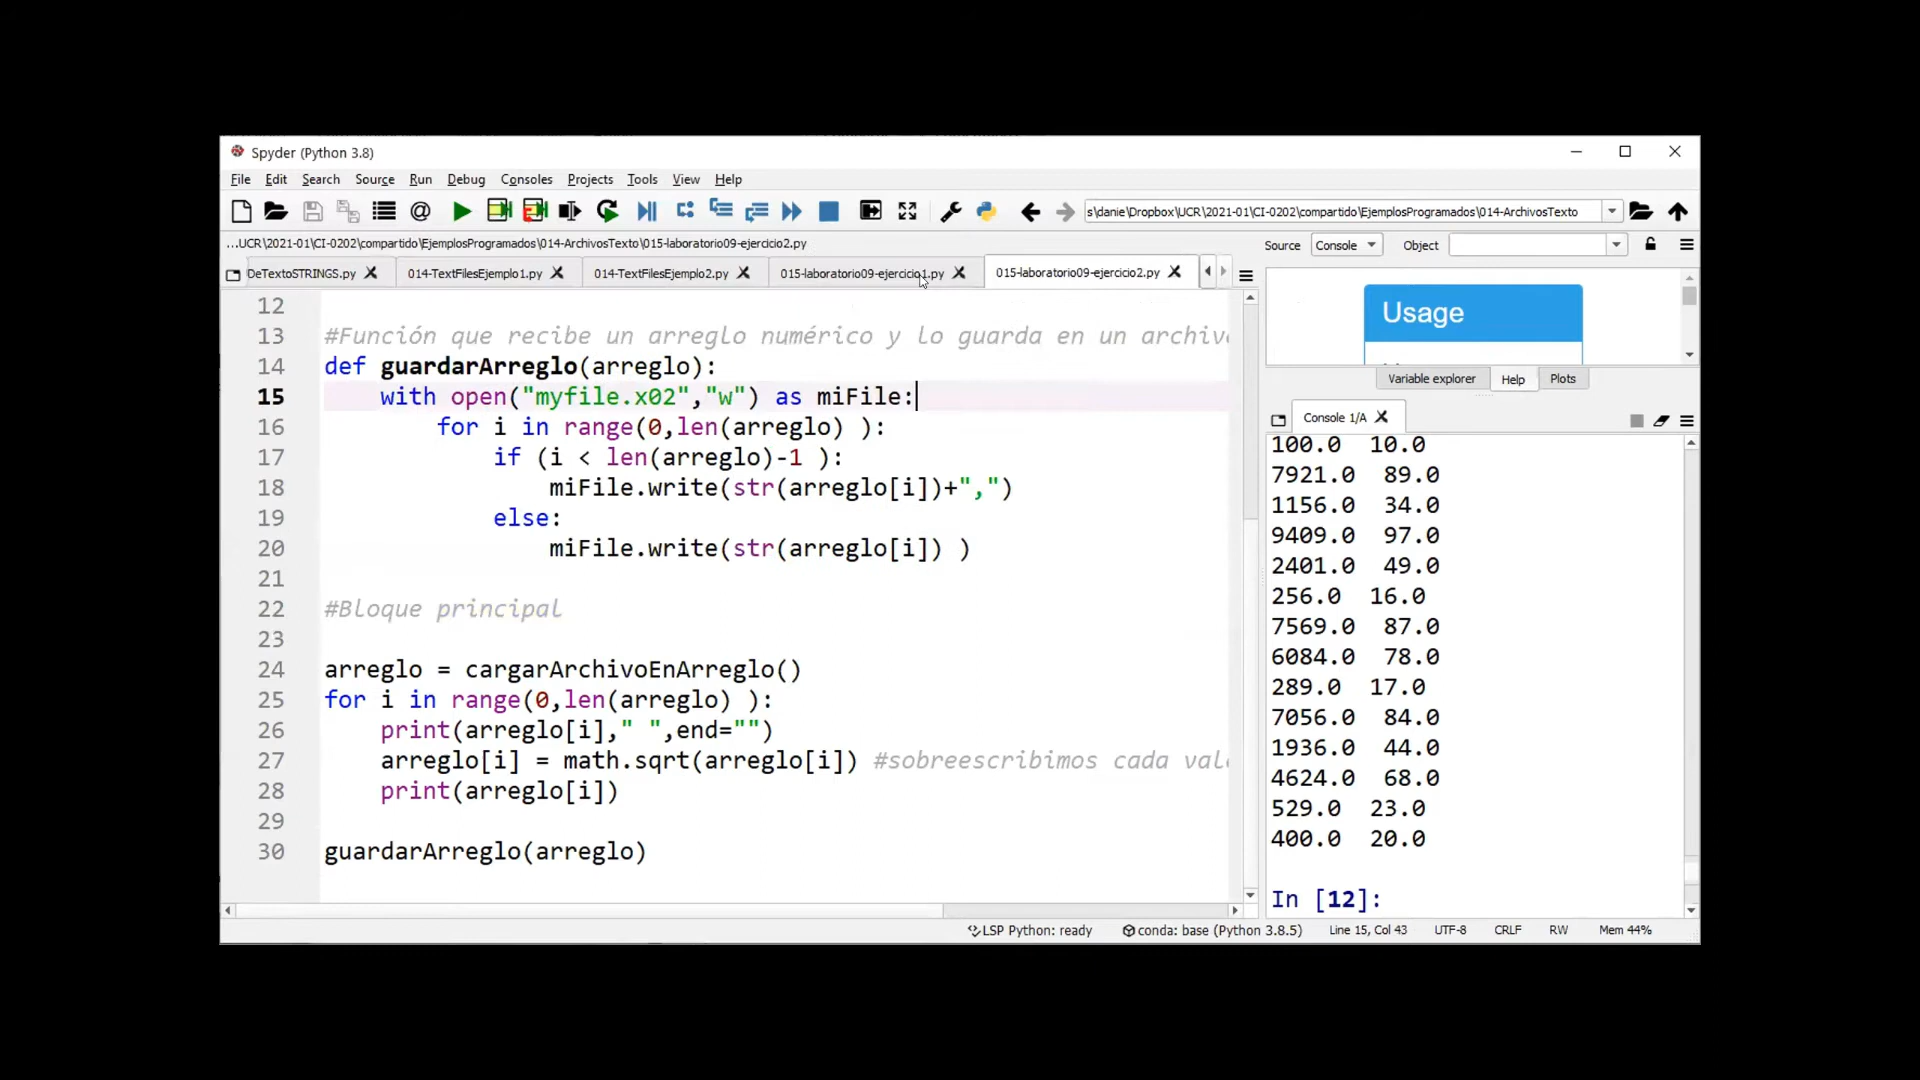 Spyder (Python 3.8)
File Edit Search Source Run Debug Consoles Projects Tools View Help
s\danie\Dropbox\UCR\2021-01\CI-0202\compartido\EjemplosProgramados\014-ArchivosTexto
...UCR\2021-01\CI-0202\compartido\EjemplosProgramados\014-ArchivosTexto\015-laboratorio09-ejercicio2.py
Source Console Object
DeTextoSTRINGS.py 014-TextFilesEjemplo1.py 014-TextFilesEjemplo2.py 015-laboratorio09-ejercicio1.py 015-laboratorio09-ejercicio2.py
12
13 #Función que recibe un arreglo numérico y lo guarda en un archiv
14 def guardarArreglo(arreglo):
15     with open("myfile.x02","w") as miFile:
16         for i in range(0,len(arreglo) ):
17             if (i < len(arreglo)-1 ):
18                 miFile.write(str(arreglo[i])+",")
19             else:
20                 miFile.write(str(arreglo[i]) )
21
22 #Bloque principal
23
24 arreglo = cargarArchivoEnArreglo()
25 for i in range(0,len(arreglo) ):
26     print(arreglo[i]," ",end="")
27     arreglo[i] = math.sqrt(arreglo[i]) #sobreescribimos cada val
28     print(arreglo[i])
29
30 guardarArreglo(arreglo)
Usage
Variable explorer Help Plots
Console 1/A
100.0  10.0
7921.0  89.0
1156.0  34.0
9409.0  97.0
2401.0  49.0
256.0  16.0
7569.0  87.0
6084.0  78.0
289.0  17.0
7056.0  84.0
1936.0  44.0
4624.0  68.0
529.0  23.0
400.0  20.0
In [12]:
LSP Python: ready conda: base (Python 3.8.5) Line 15, Col 43 UTF-8 CRLF RW Mem 44%